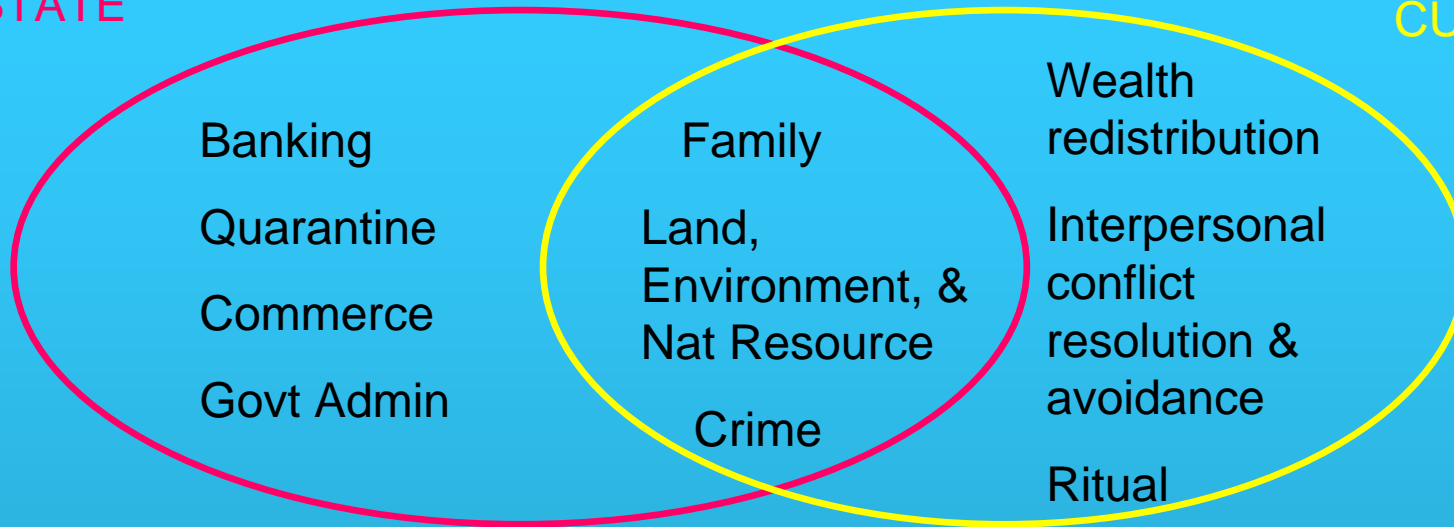 STATE
CU
Banking
Quarantine
Commerce
Govt Admin
Family
Land,
Environment, &
Nat Resource
Crime
Wealth
redistribution
Interpersonal
conflict
resolution &
avoidance
Ritual